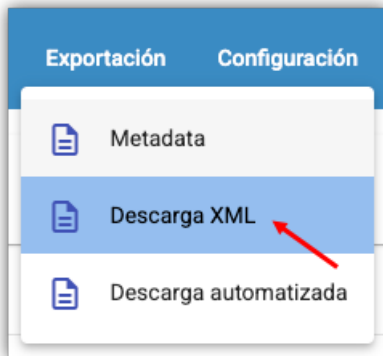 Exportación Configuración
Metadata
Descarga XML
Descarga automatizada